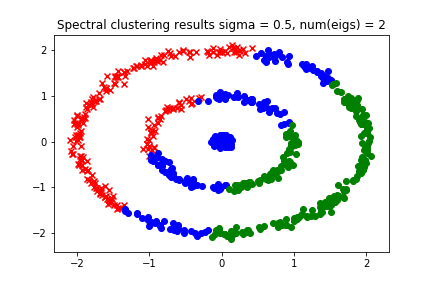 Spectral clustering results sigma = 0.5, num(eigs) = 2
2
1
0
−1
−2
−2 −1 0 1 2